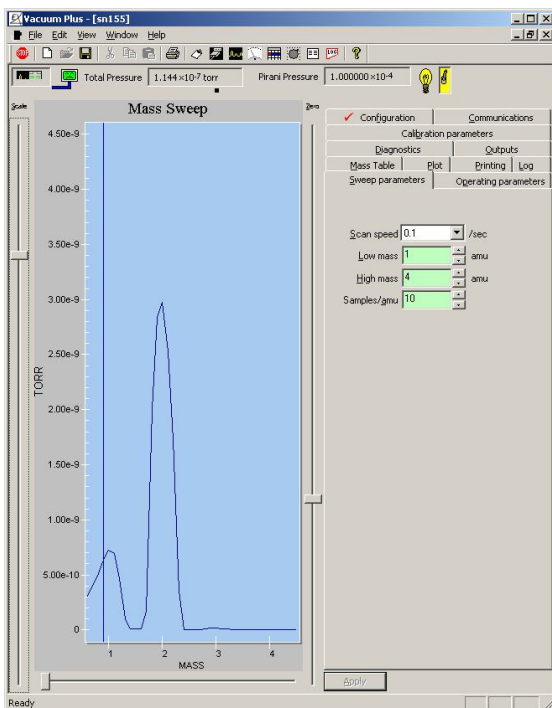 Vacuum Plus - [sn155]
File Edit View Window Help
STOP
LOG
?
Total Pressure 1.144×10-7 torr Pirani Pressure 1.000000×10-4
Scale
Mass Sweep
Zero
4.50e-9
4.00e-9
3.50e-9
3.00e-9
2.50e-9
2.00e-9
1.50e-9
1.00e-9
5.00e-10
0
TORR
1 2 3 4
MASS
Configuration Communications
Calibration parameters
Diagnostics Outputs
Mass Table Plot Printing Log
Sweep parameters Operating parameters
Scan speed 0.1 /sec
Low mass 1 amu
High mass 4 amu
Samples/amu 10
Apply
Ready